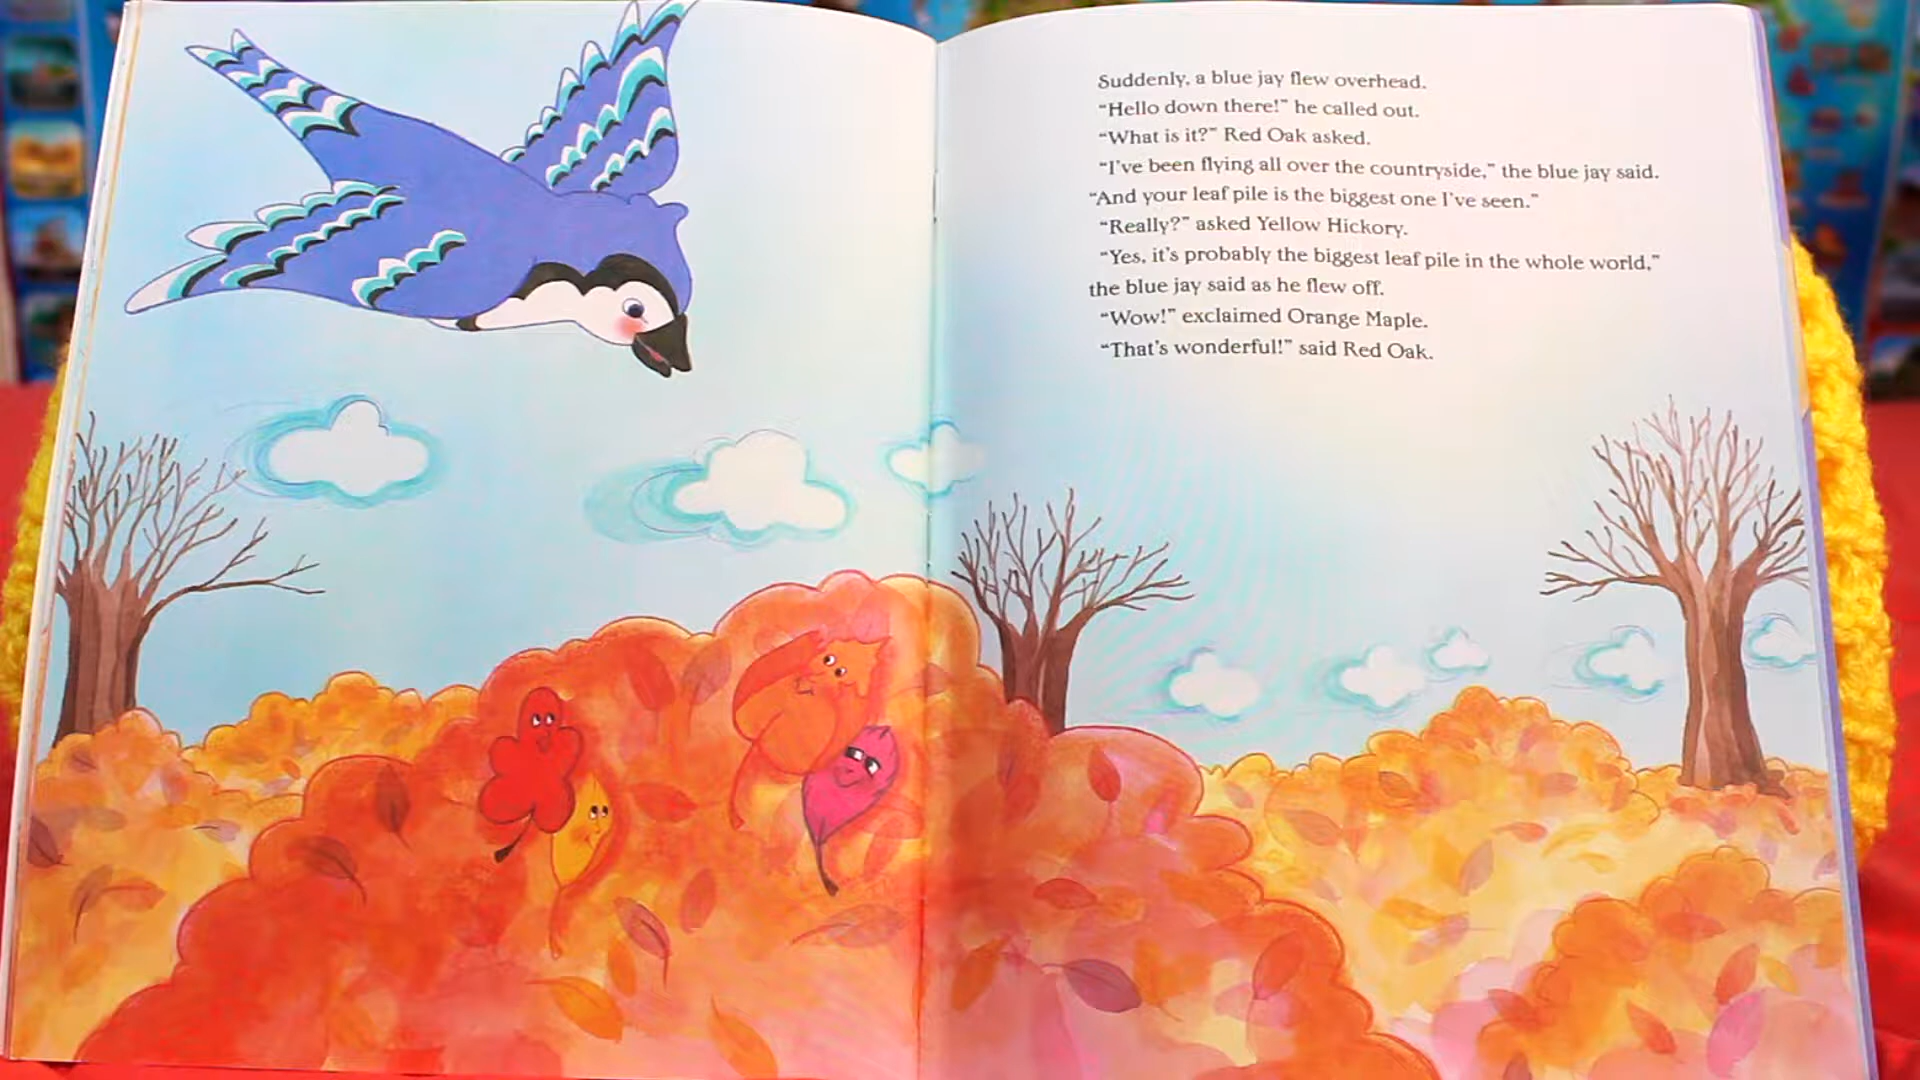 Suddenly, a blue jay flew overhead.
“Hello down there!” he called out.
“What is it?” Red Oak asked.
“I’ve been flying all over the countryside,” the blue jay said.
“And your leaf pile is the biggest one I’ve seen.”
“Really?” asked Yellow Hickory.
“Yes, it’s probably the biggest leaf pile in the whole world,”
the blue jay said as he flew off.
“Wow!” exclaimed Orange Maple.
“That’s wonderful!” said Red Oak.